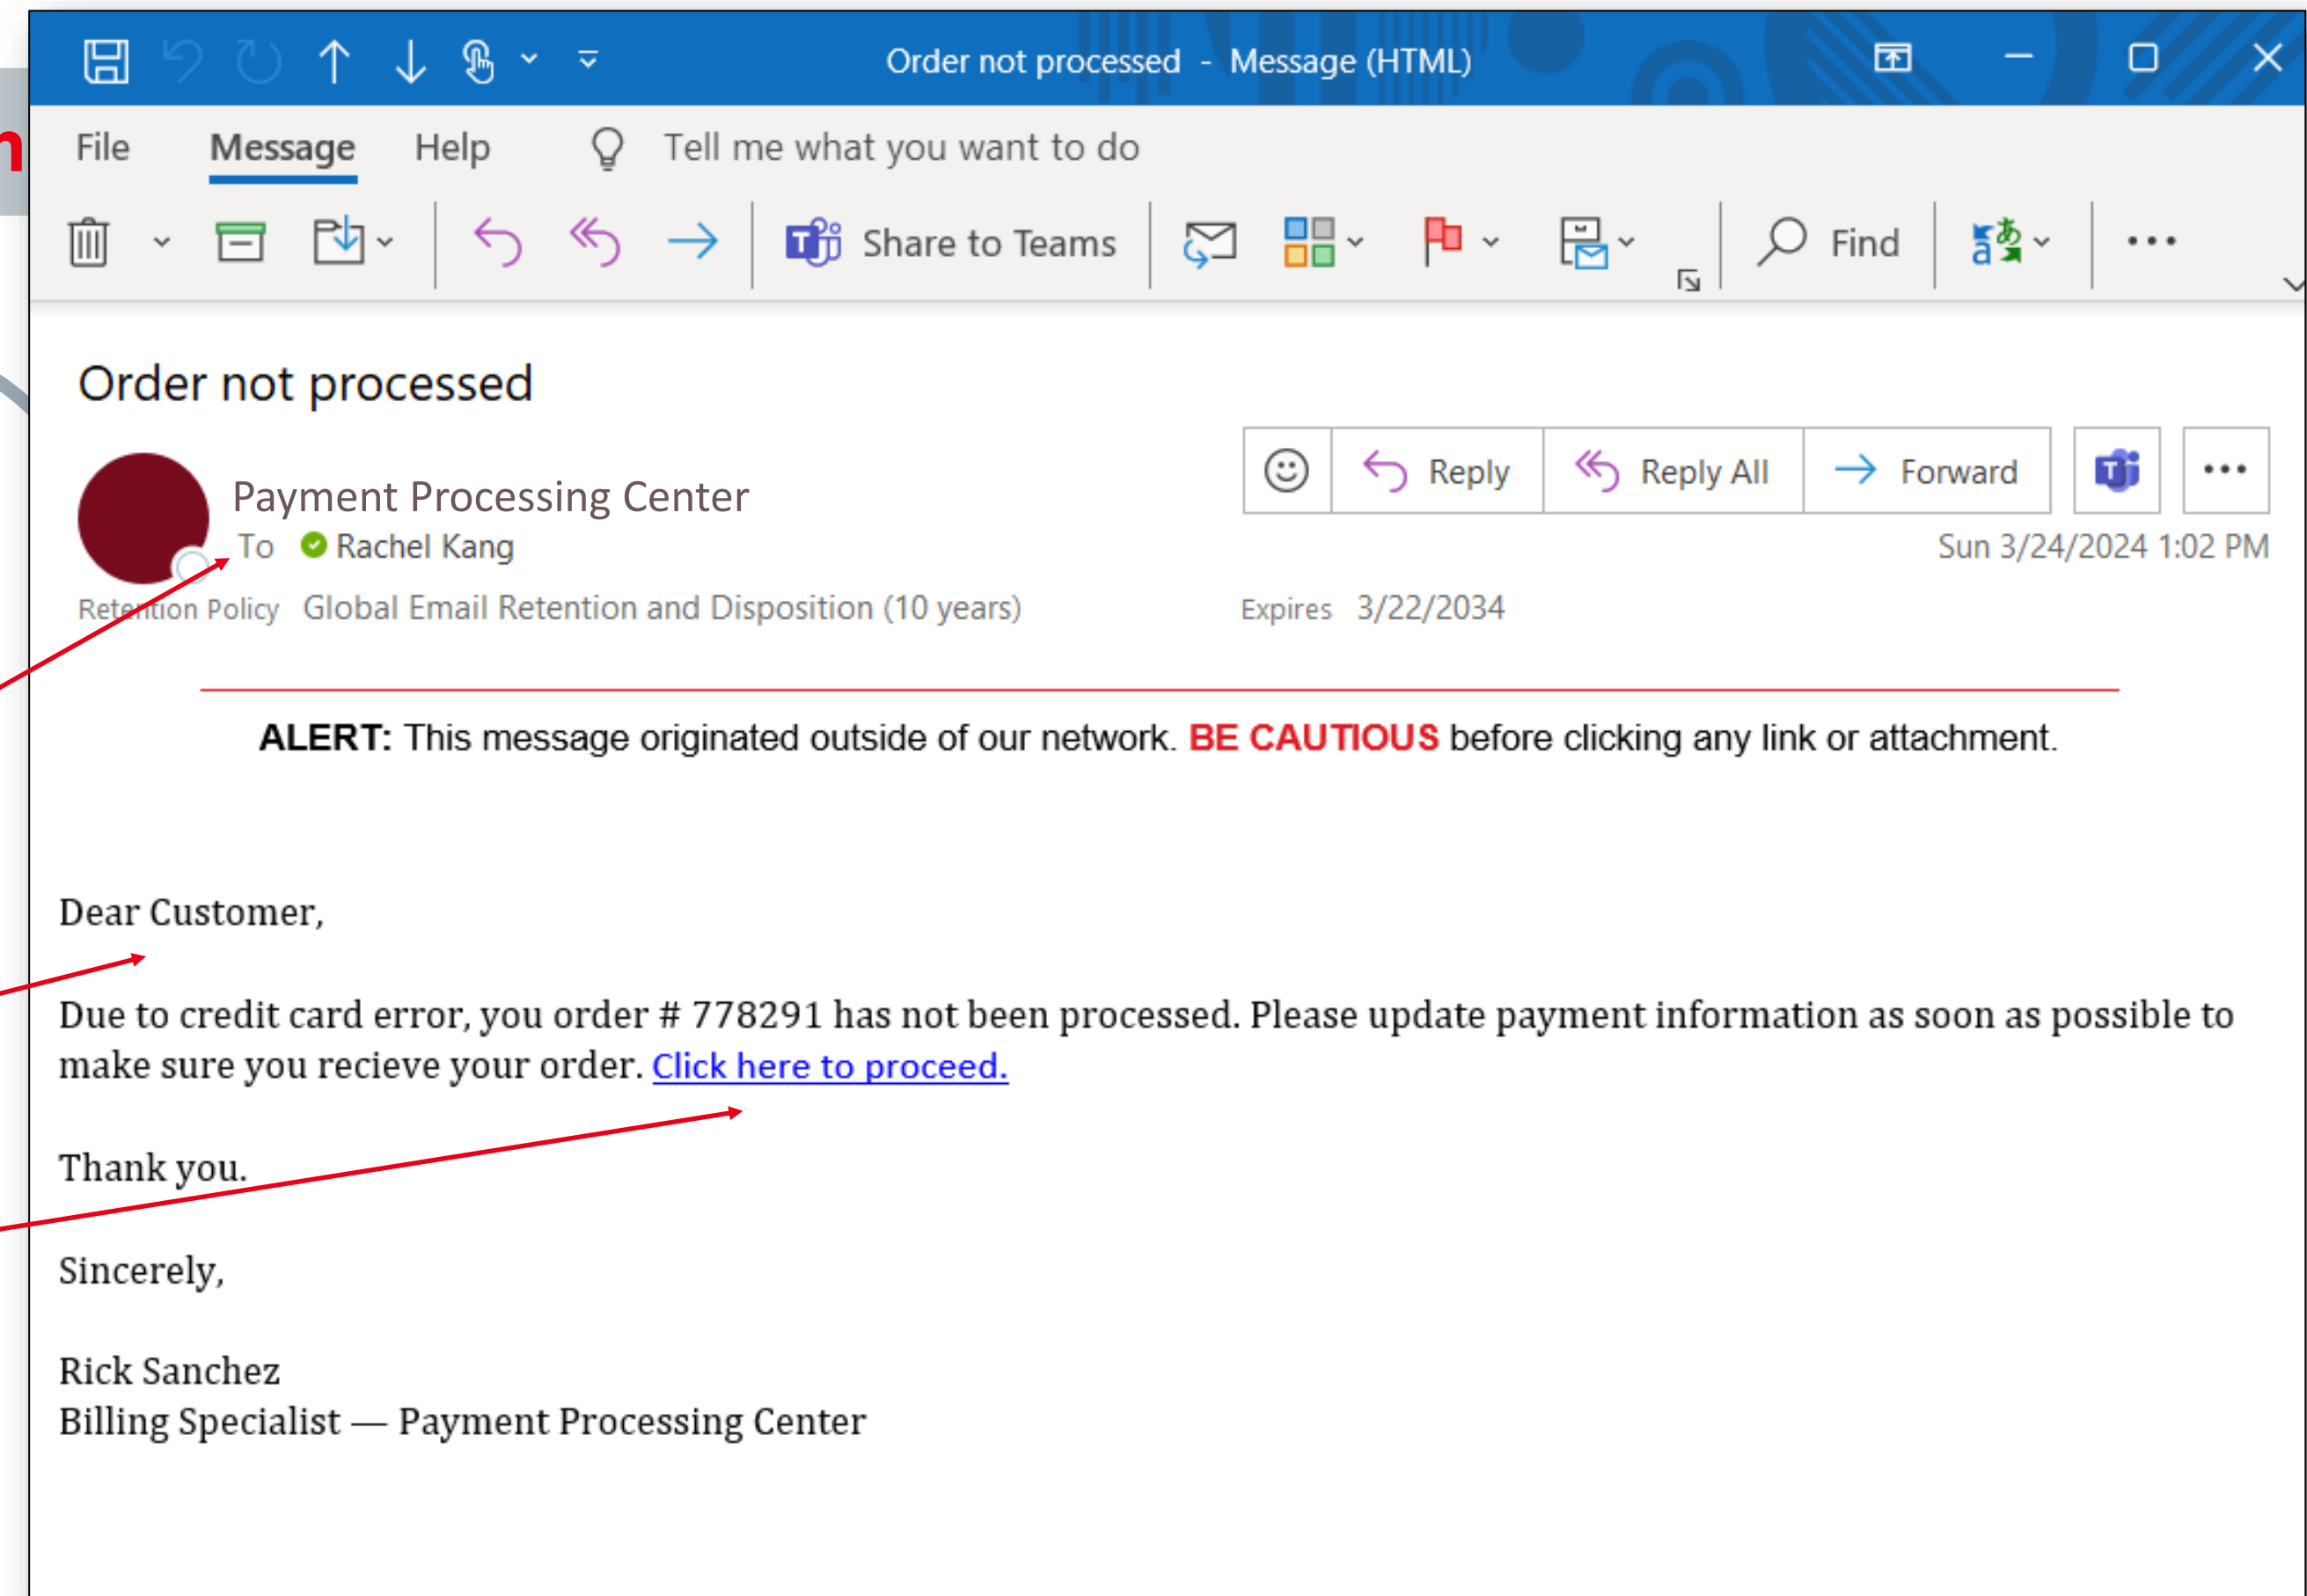 Order not processed - Message (HTML)
File Message Help Tell me what you want to do
Share to Teams Find
Order not processed
Payment Processing Center
Reply Reply All Forward
To Rachel Kang
Sun 3/24/2024 1:02 PM
Retention Policy Global Email Retention and Disposition (10 years) Expires 3/22/2034
ALERT: This message originated outside of our network. BE CAUTIOUS before clicking any link or attachment.
Dear Customer,
Due to credit card error, you order # 778291 has not been processed. Please update payment information as soon as possible to
make sure you recieve your order. Click here to proceed.
Thank you.
Sincerely,
Rick Sanchez
Billing Specialist — Payment Processing Center